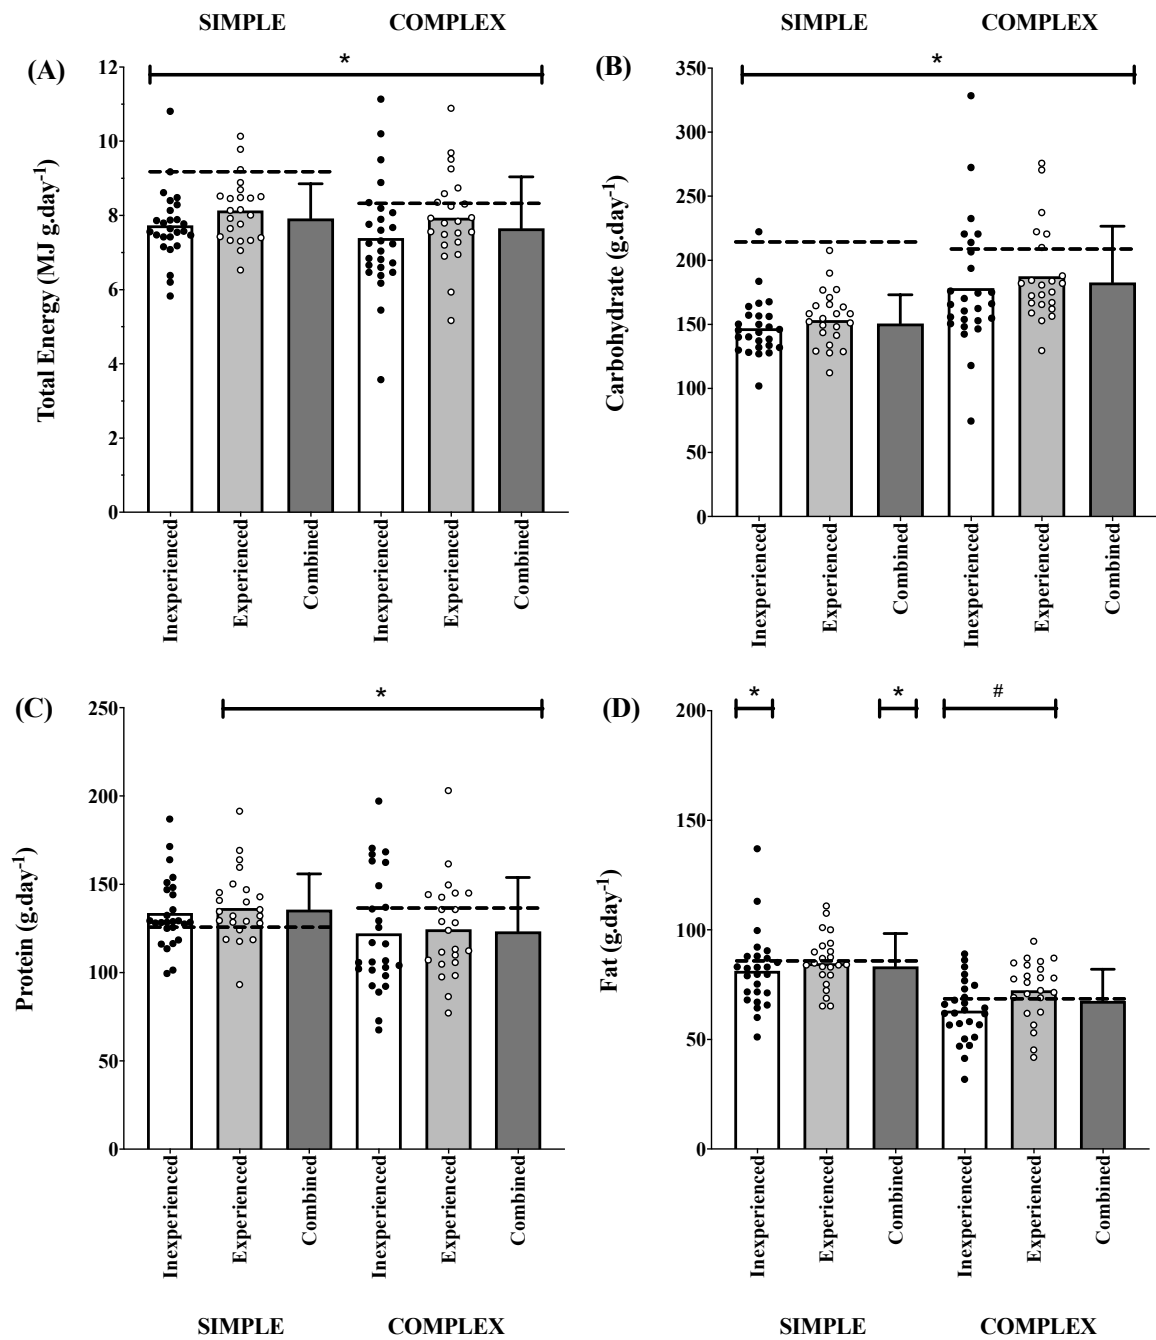 SIMPLE COMPLEX
(A)
*
Total Energy (MJ g.day-1)
12
10
8
6
4
2
0
Inexperienced
Experienced
Combined
Inexperienced
Experienced
Combined
(B)
*
Carbohydrate (g.day-1)
350
300
250
200
150
100
50
0
Inexperienced
Experienced
Combined
Inexperienced
Experienced
Combined
SIMPLE COMPLEX
(C)
*
Protein (g.day-1)
250
200
150
100
50
0
Inexperienced
Experienced
Combined
Inexperienced
Experienced
Combined
SIMPLE COMPLEX
(D)
* * #
Fat (g.day-1)
200
150
100
50
0
Inexperienced
Experienced
Combined
Inexperienced
Experienced
Combined
SIMPLE COMPLEX